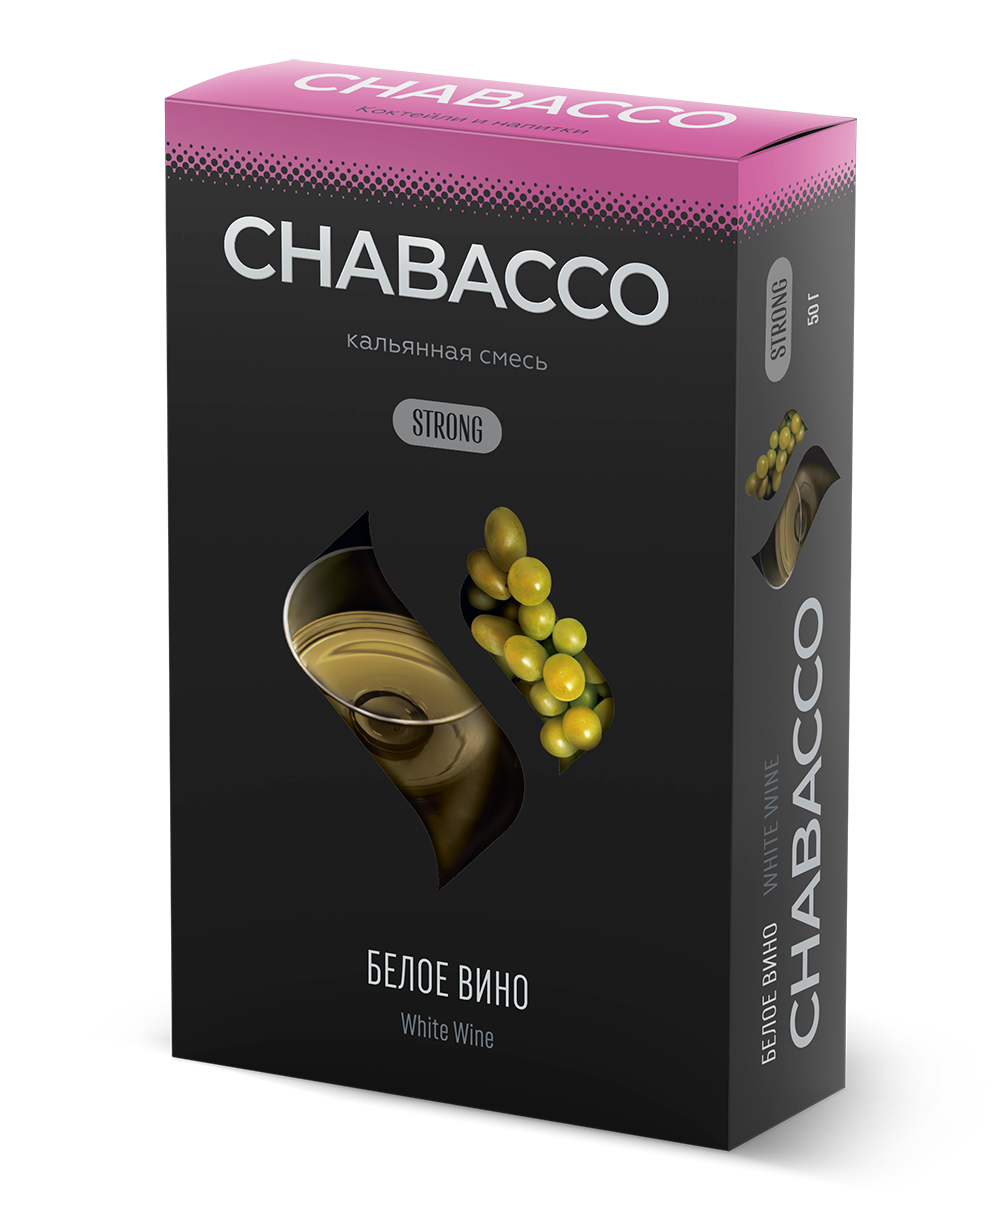 CHABACCO
Коктейли и напитки
CHABACCO
кальянная смесь
STRONG
БЕЛОЕ ВИНО
White Wine
STRONG
50 Г
БЕЛОЕ ВИНО WHITE WINE
CHABACCO